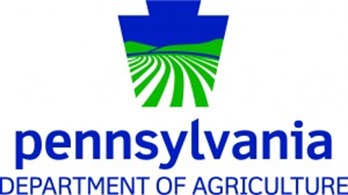 pennsylvania
DEPARTMENT OF AGRICULTURE